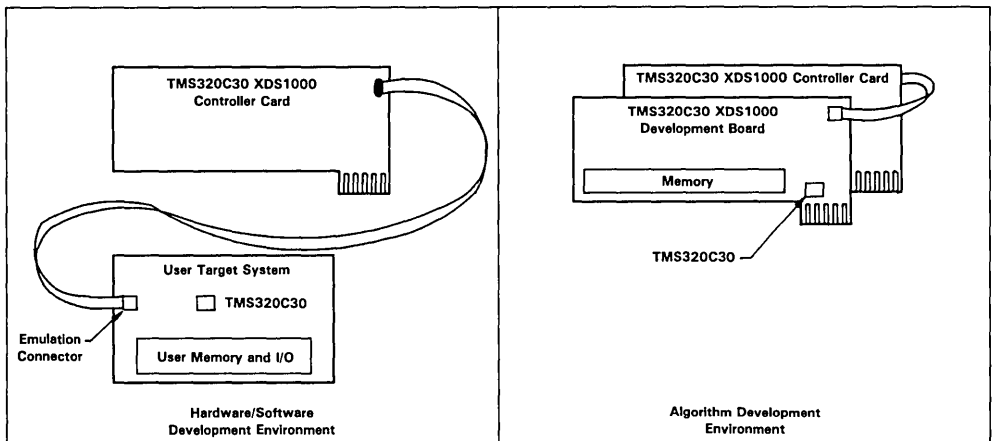 TMS320C30 XDS1000
Controller Card
User Target System
TMS320C30
Emulation
Connector
User Memory and I/O
Hardware/Software
Development Environment
TMS320C30 XDS1000 Controller Card
TMS320C30 XDS1000
Development Board
Memory
TMS320C30
Algorithm Development
Environment